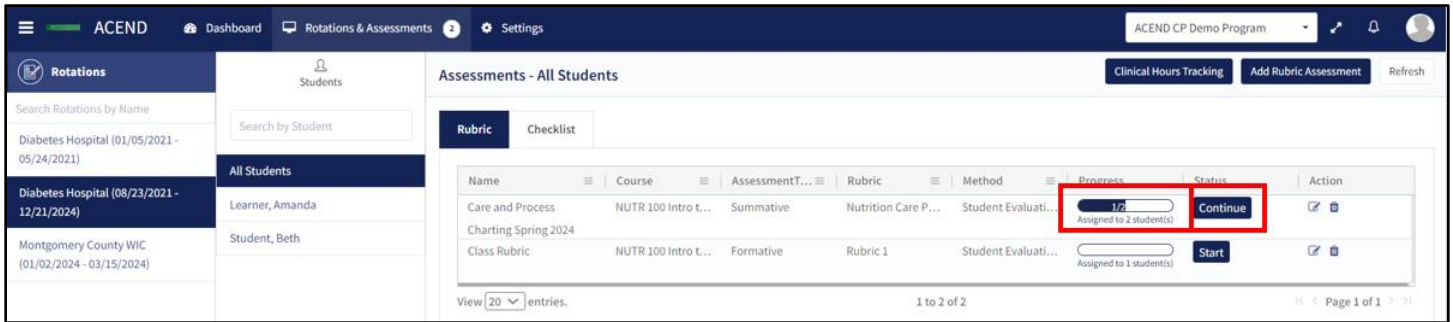 ACEND Dashboard Rotations & Assessments 2 Settings ACEND CP Demo Program
Rotations
Search Rotations by Name
Diabetes Hospital (01/05/2021 -
05/24/2021)
Diabetes Hospital (08/23/2021 -
12/21/2024)
Montgomery County WIC
(01/02/2024 - 03/15/2024)
Students
Search by Student
All Students
Learner, Amanda
Student, Beth
Assessments - All Students
Clinical Hours Tracking Add Rubric Assessment Refresh
Rubric Checklist
Name Course AssessmentT... Rubric Method Progress Status Action
Care and Process NUTR 100 Intro t... Summative Nutrition Care P... Student Evaluati... 1/2 Continue
Charting Spring 2024 Assigned to 2 student(s)
Class Rubric NUTR 100 Intro t... Formative Rubric 1 Student Evaluati... Start
Assigned to 1 student(s)
View 20 entries. 1 to 2 of 2 Page 1 of 1